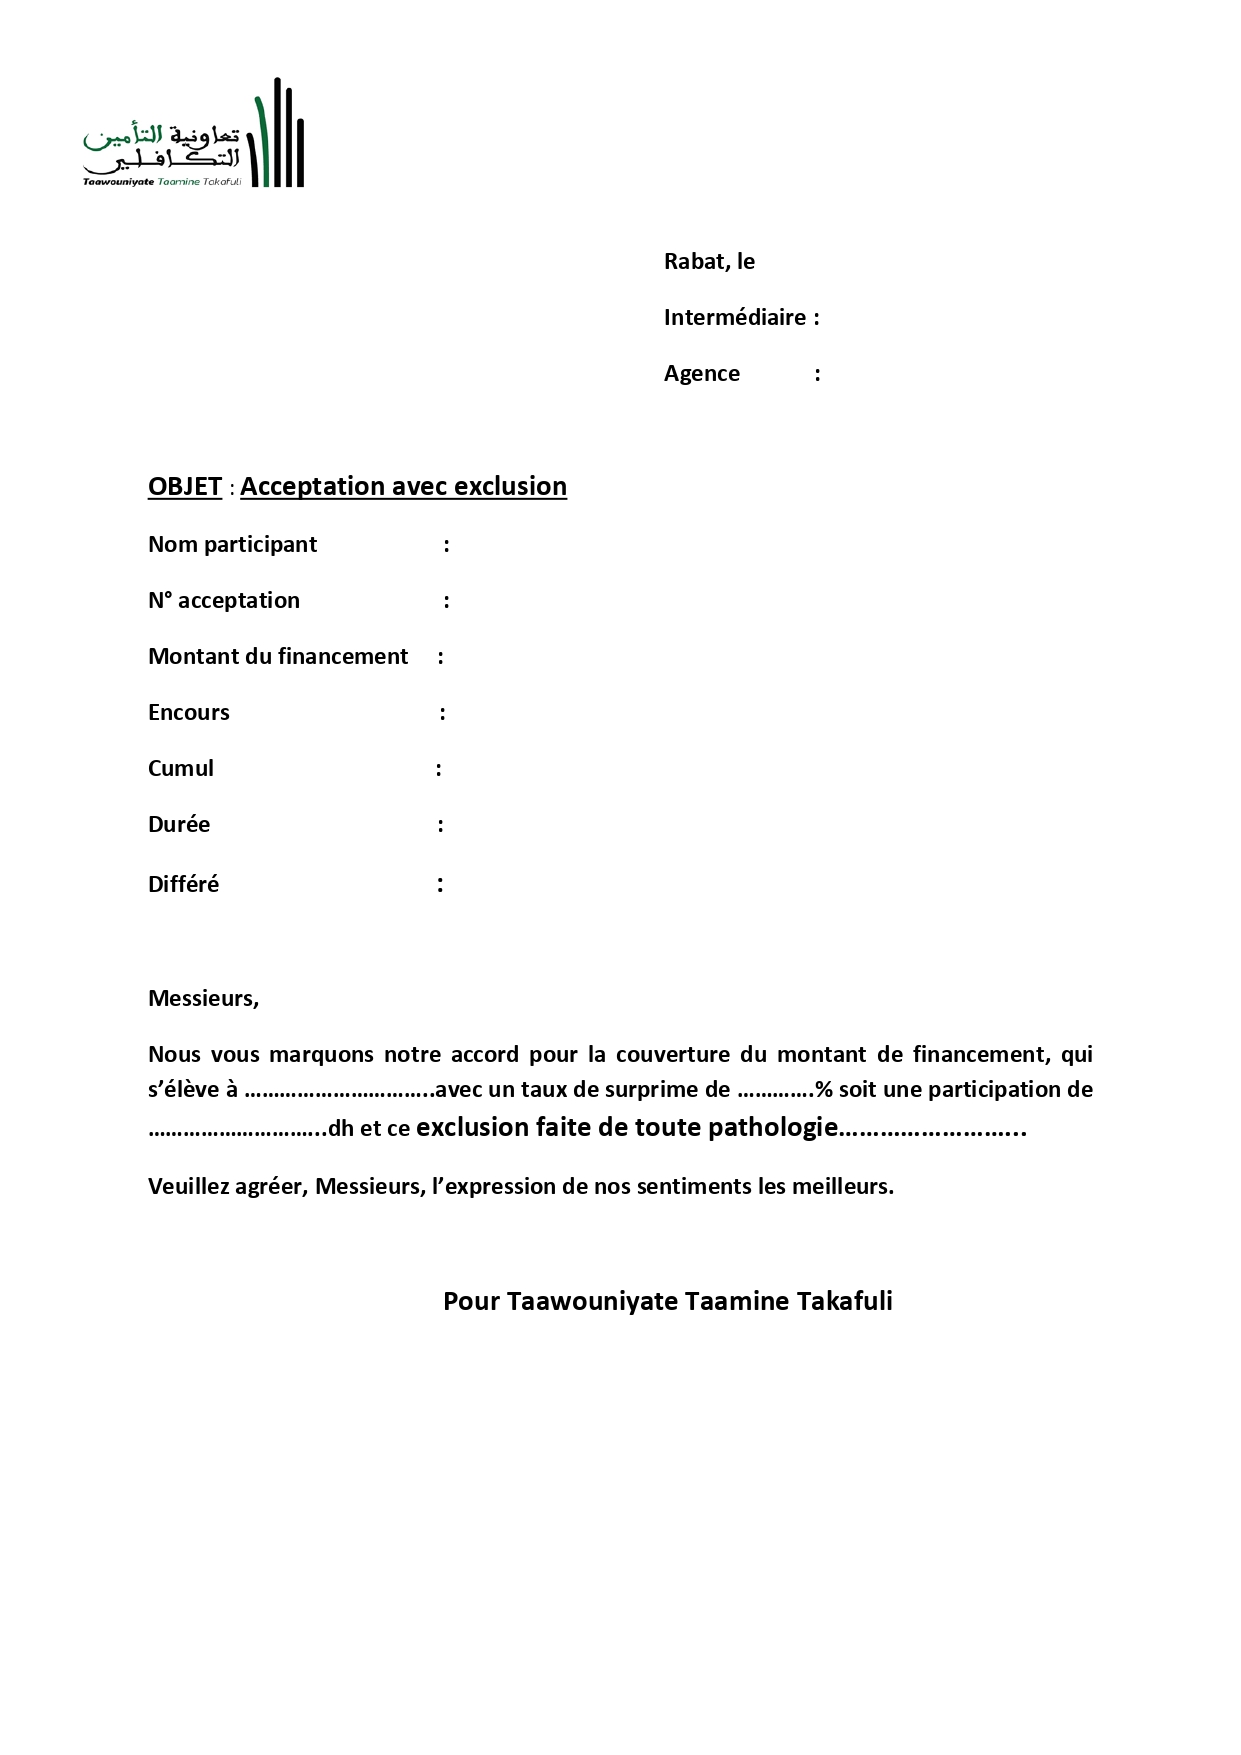 تعاونية التأمين
التكافلي
Taawouniyate Taamine Takafuli
Rabat, le
Intermédiaire :
Agence :
OBJET : Acceptation avec exclusion
Nom participant :
N° acceptation :
Montant du financement :
Encours :
Cumul :
Durée :
Différé :
Messieurs,
Nous vous marquons notre accord pour la couverture du montant de financement, qui
s’élève à …………………………..avec un taux de surprime de ………….% soit une participation de
………………………...dh et ce exclusion faite de toute pathologie……………………...
Veuillez agréer, Messieurs, l’expression de nos sentiments les meilleurs.
Pour Taawouniyate Taamine Takafuli